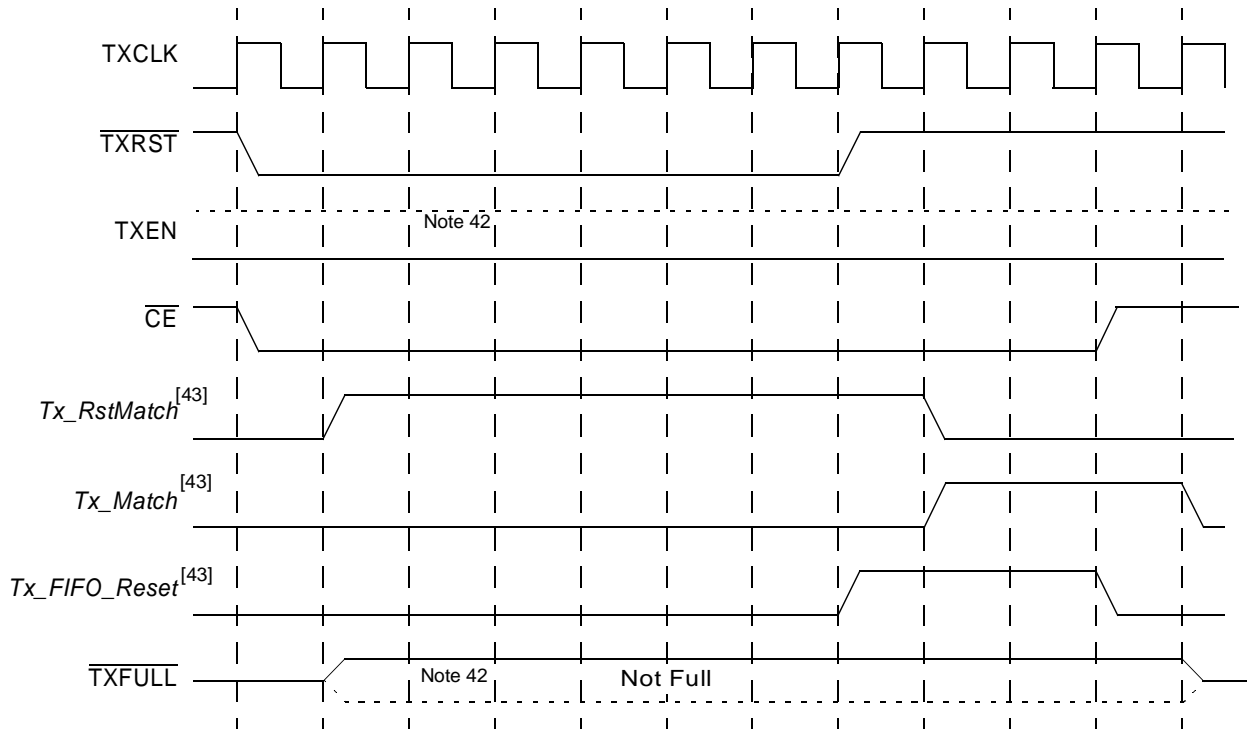 TXCLK
TXRST
Note 42
TXEN
CE
Tx_RstMatch[43]
Tx_Match[43]
Tx_FIFO_Reset[43]
TXFULL Note 42 Not Full